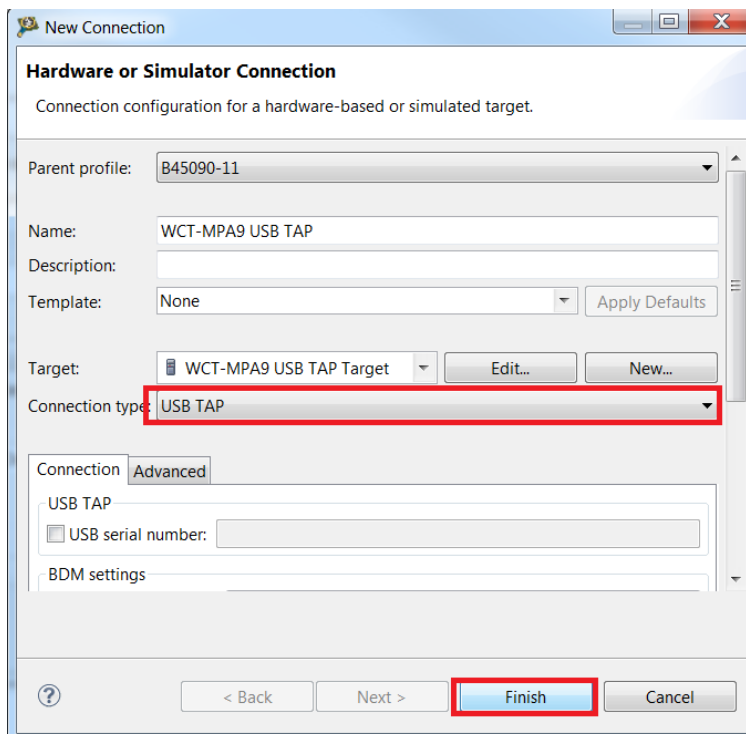 New Connection
Hardware or Simulator Connection
Connection configuration for a hardware-based or simulated target.
Parent profile: B45090-11
Name: WCT-MPA9 USB TAP
Description:
Template: None Apply Defaults
Target: WCT-MPA9 USB TAP Target Edit... New...
Connection type: USB TAP
Connection Advanced
USB TAP
USB serial number:
BDM settings
? < Back Next > Finish Cancel